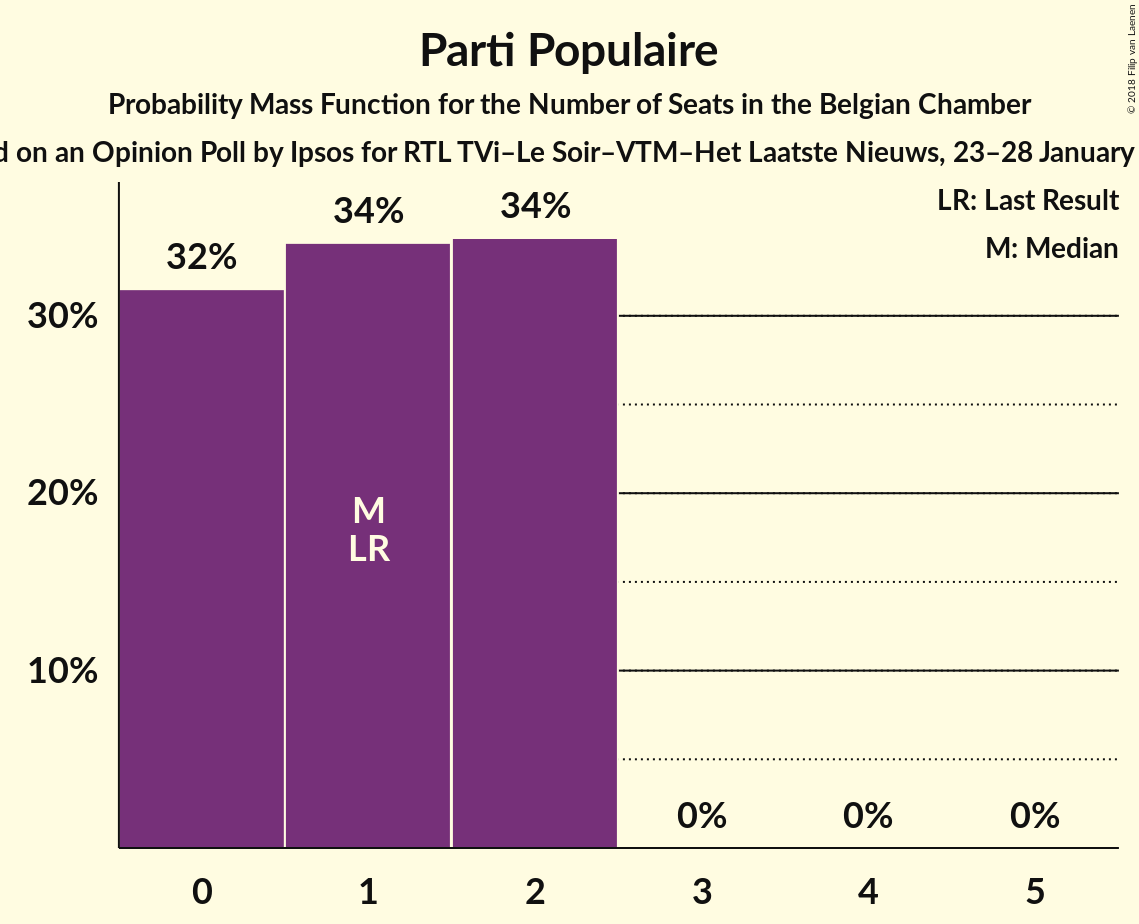 Parti Populaire
Probability Mass Function for the Number of Seats in the Belgian Chamber
on an Opinion Poll by Ipsos for RTL TVi–Le Soir–VTM–Het Laatste Nieuws, 23–28 January
© 2018 Filip van Laenen
LR: Last Result
M: Median
32%
34%
34%
0%
0%
0%
M
LR
30%
20%
10%
0
1
2
3
4
5